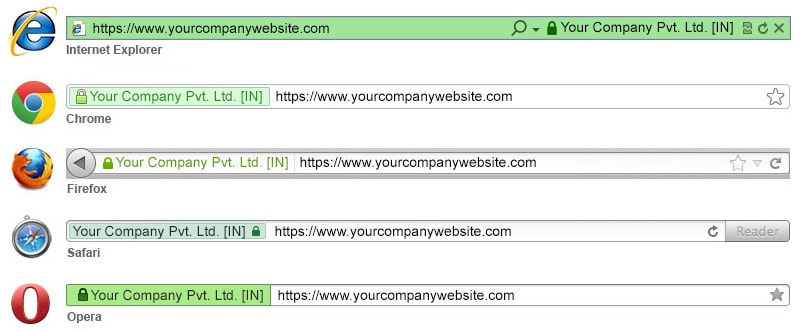 https://www.yourcompanywebsite.com Your Company Pvt. Ltd. [IN]
Internet Explorer
Your Company Pvt. Ltd. [IN] https://www.yourcompanywebsite.com
Chrome
Your Company Pvt. Ltd. [IN] https://www.yourcompanywebsite.com
Firefox
Your Company Pvt. Ltd. [IN] https://www.yourcompanywebsite.com Reader
Safari
Your Company Pvt. Ltd. [IN] https://www.yourcompanywebsite.com
Opera